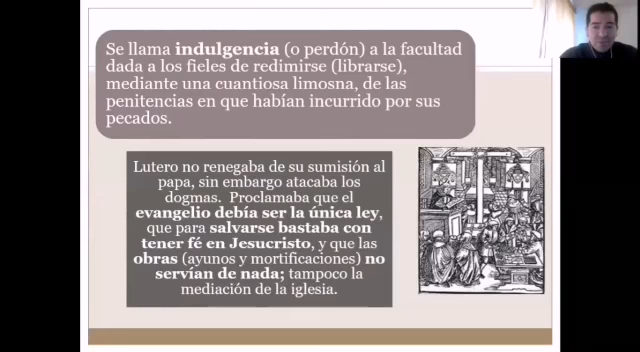 Se llama indulgencia (o perdón) a la facultad
dada a los fieles de redimirse (librarse),
mediante una cuantiosa limosna, de las
penitencias en que habían incurrido por sus
pecados.
Lutero no renegaba de su sumisión al
papa, sin embargo atacaba los
dogmas. Proclamaba que el
evangelio debía ser la única ley,
que para salvarse bastaba con
tener fé en Jesucristo, y que las
obras (ayunos y mortificaciones) no
servían de nada; tampoco la
mediación de la iglesia.